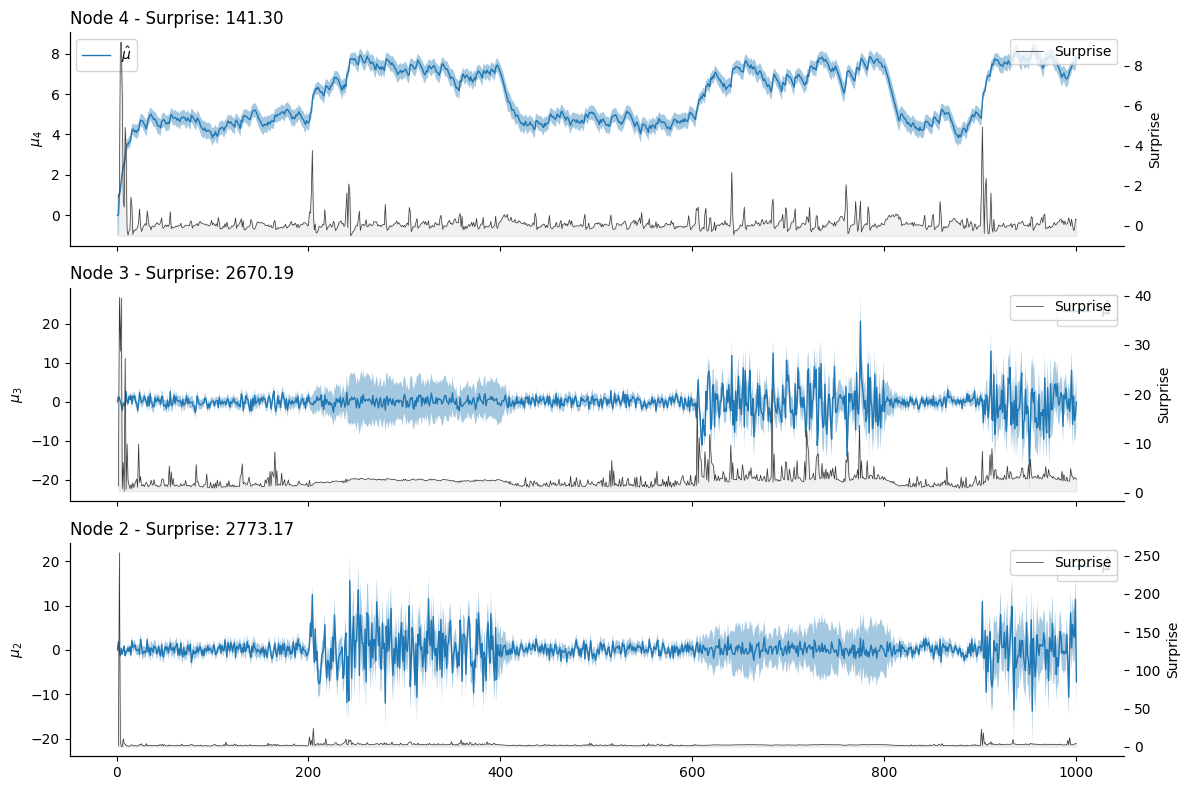 Node 4 - Surprise: 141.30
μ̂
Surprise
8
6
4
2
0
μ4
8
6
4
2
0
Surprise
Node 3 - Surprise: 2670.19
Surprise
μ̂
20
10
0
−10
−20
μ3
40
30
20
10
0
Surprise
Node 2 - Surprise: 2773.17
Surprise
μ̂
20
10
0
−10
−20
μ2
250
200
150
100
50
0
Surprise
0 200 400 600 800 1000